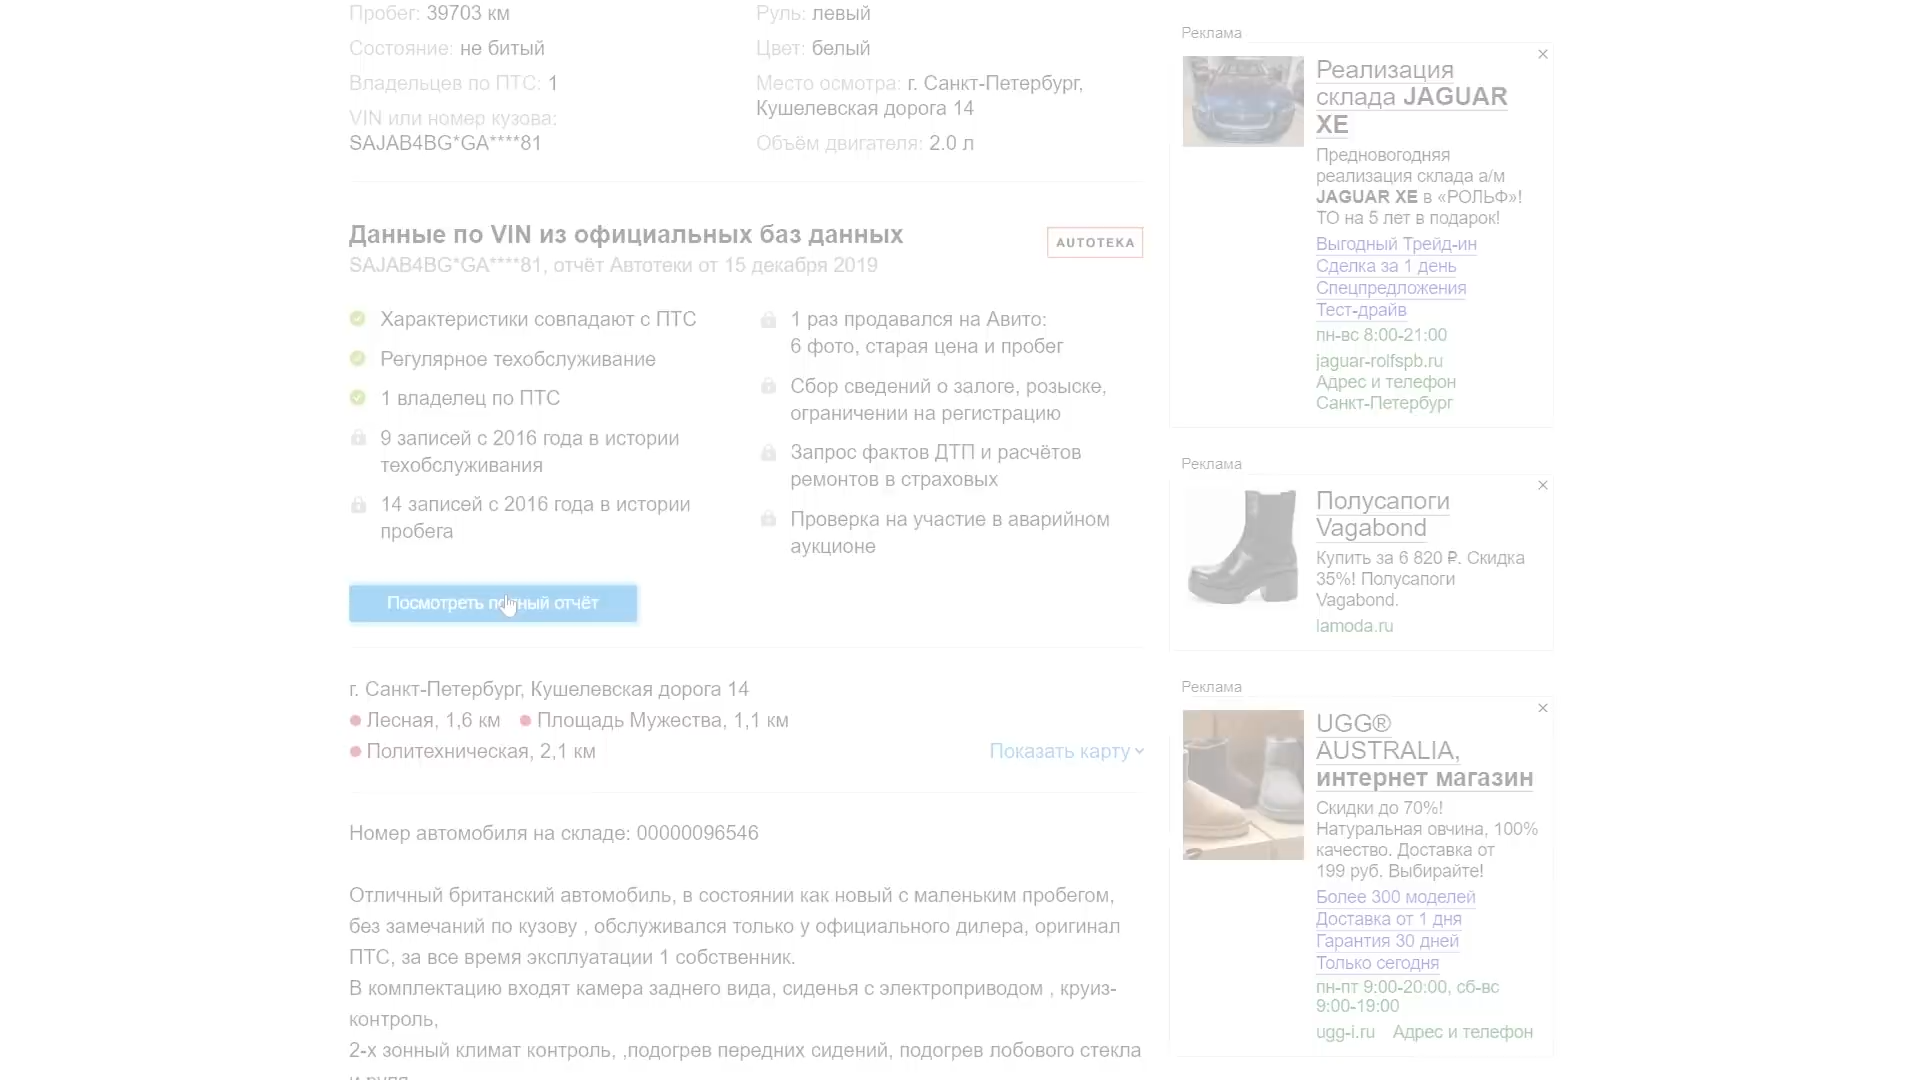 Пробег: 39703 км
Состояние: не битый
Владельцев по ПТС: 1
VIN или номер кузова:
SAJAB4BG*GA****81
Руль: левый
Цвет: белый
Место осмотра: г. Санкт-Петербург,
Кушелевская дорога 14
Объём двигателя: 2.0 л
Данные по VIN из официальных баз данных
SAJAB4BG*GA****81, отчёт Автотеки от 15 декабря 2019
AUTOTEKA
Характеристики совпадают с ПТС
Регулярное техобслуживание
1 владелец по ПТС
9 записей с 2016 года в истории
техобслуживания
14 записей с 2016 года в истории
пробега
1 раз продавался на Авито:
6 фото, старая цена и пробег
Сбор сведений о залоге, розыске,
ограничении на регистрацию
Запрос фактов ДТП и расчётов
ремонтов в страховых
Проверка на участие в аварийном
аукционе
Посмотреть полный отчёт
г. Санкт-Петербург, Кушелевская дорога 14
Лесная, 1,6 км Площадь Мужества, 1,1 км
Политехническая, 2,1 км
Показать карту
Номер автомобиля на складе: 00000096546
Отличный британский автомобиль, в состоянии как новый с маленьким пробегом,
без замечаний по кузову , обслуживался только у официального дилера, оригинал
ПТС, за все время эксплуатации 1 собственник.
В комплектацию входят камера заднего вида, сиденья с электроприводом , круиз-
контроль,
2-х зонный климат контроль, ,подогрев передних сидений, подогрев лобового стекла
и руля
Реклама
Реализация
склада JAGUAR
XE
Предновогодняя
реализация склада а/м
JAGUAR XE в «РОЛЬФ»!
ТО на 5 лет в подарок!
Выгодный Трейд-ин
Сделка за 1 день
Спецпредложения
Тест-драйв
пн-вс 8:00-21:00
jaguar-rolfspb.ru
Адрес и телефон
Санкт-Петербург
Реклама
Полусапоги
Vagabond
Купить за 6 820 ₽. Скидка
35%! Полусапоги
Vagabond.
lamoda.ru
Реклама
UGG®
AUSTRALIA,
интернет магазин
Скидки до 70%!
Натуральная овчина, 100%
качество. Доставка от
199 руб. Выбирайте!
Более 300 моделей
Доставка от 1 дня
Гарантия 30 дней
Только сегодня
пн-пт 9:00-20:00, сб-вс
9:00-19:00
ugg-i.ru Адрес и телефон